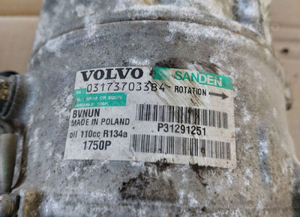 VOLVO SANDEN
03173703384 ROTATION
BVNUN
MADE IN POLAND P31291251
oil 110cc R134a
1750P